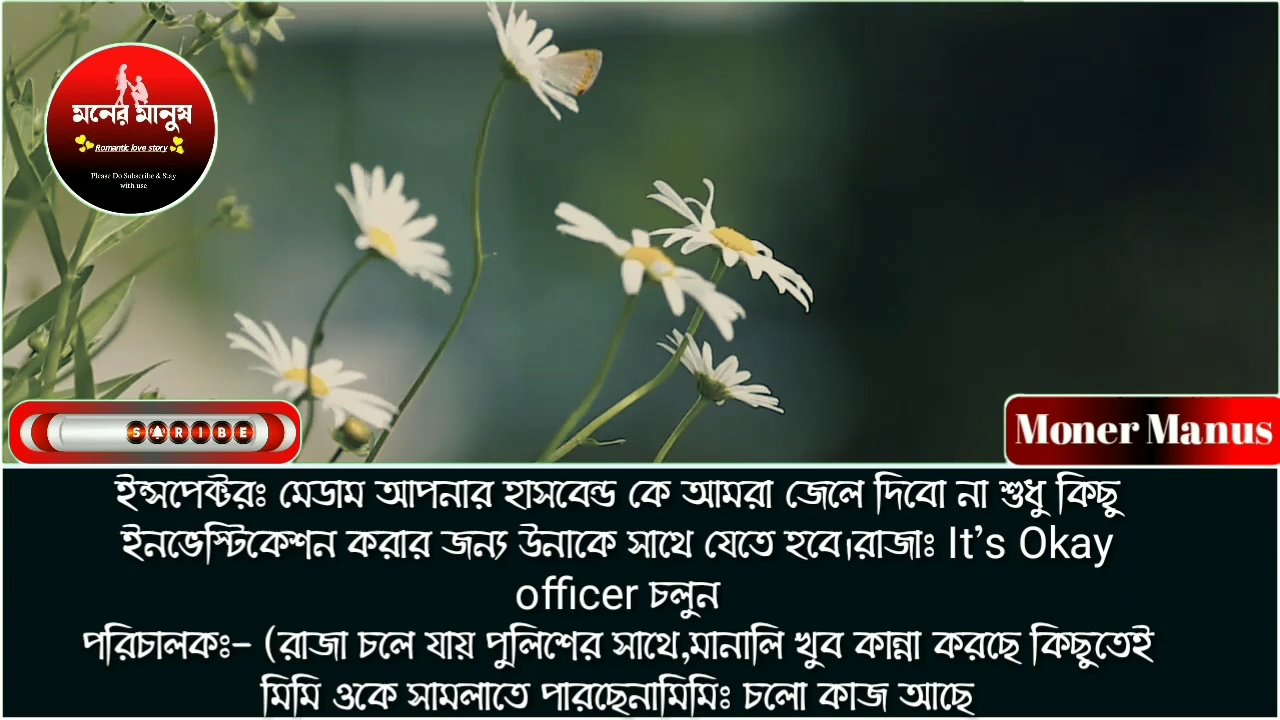 মনের মানুষ
Romantic love story
Please Do Subscribe & Stay
with use
S RIBE
Moner Manus
ইন্সপেক্টরঃ মেডাম আপনার হাসবেন্ড কে আমরা জেলে দিবো না শুধু কিছু
ইনভেস্টিকেশন করার জন্য উনাকে সাথে যেতে হবে।রাজাঃ It's Okay
officer চলুন
পরিচালকঃ- (রাজা চলে যায় পুলিশের সাথে,মানালি খুব কান্না করছে কিছুতেই
মিমি ওকে সামলাতে পারছেনামিমিঃ চলো কাজ আছে